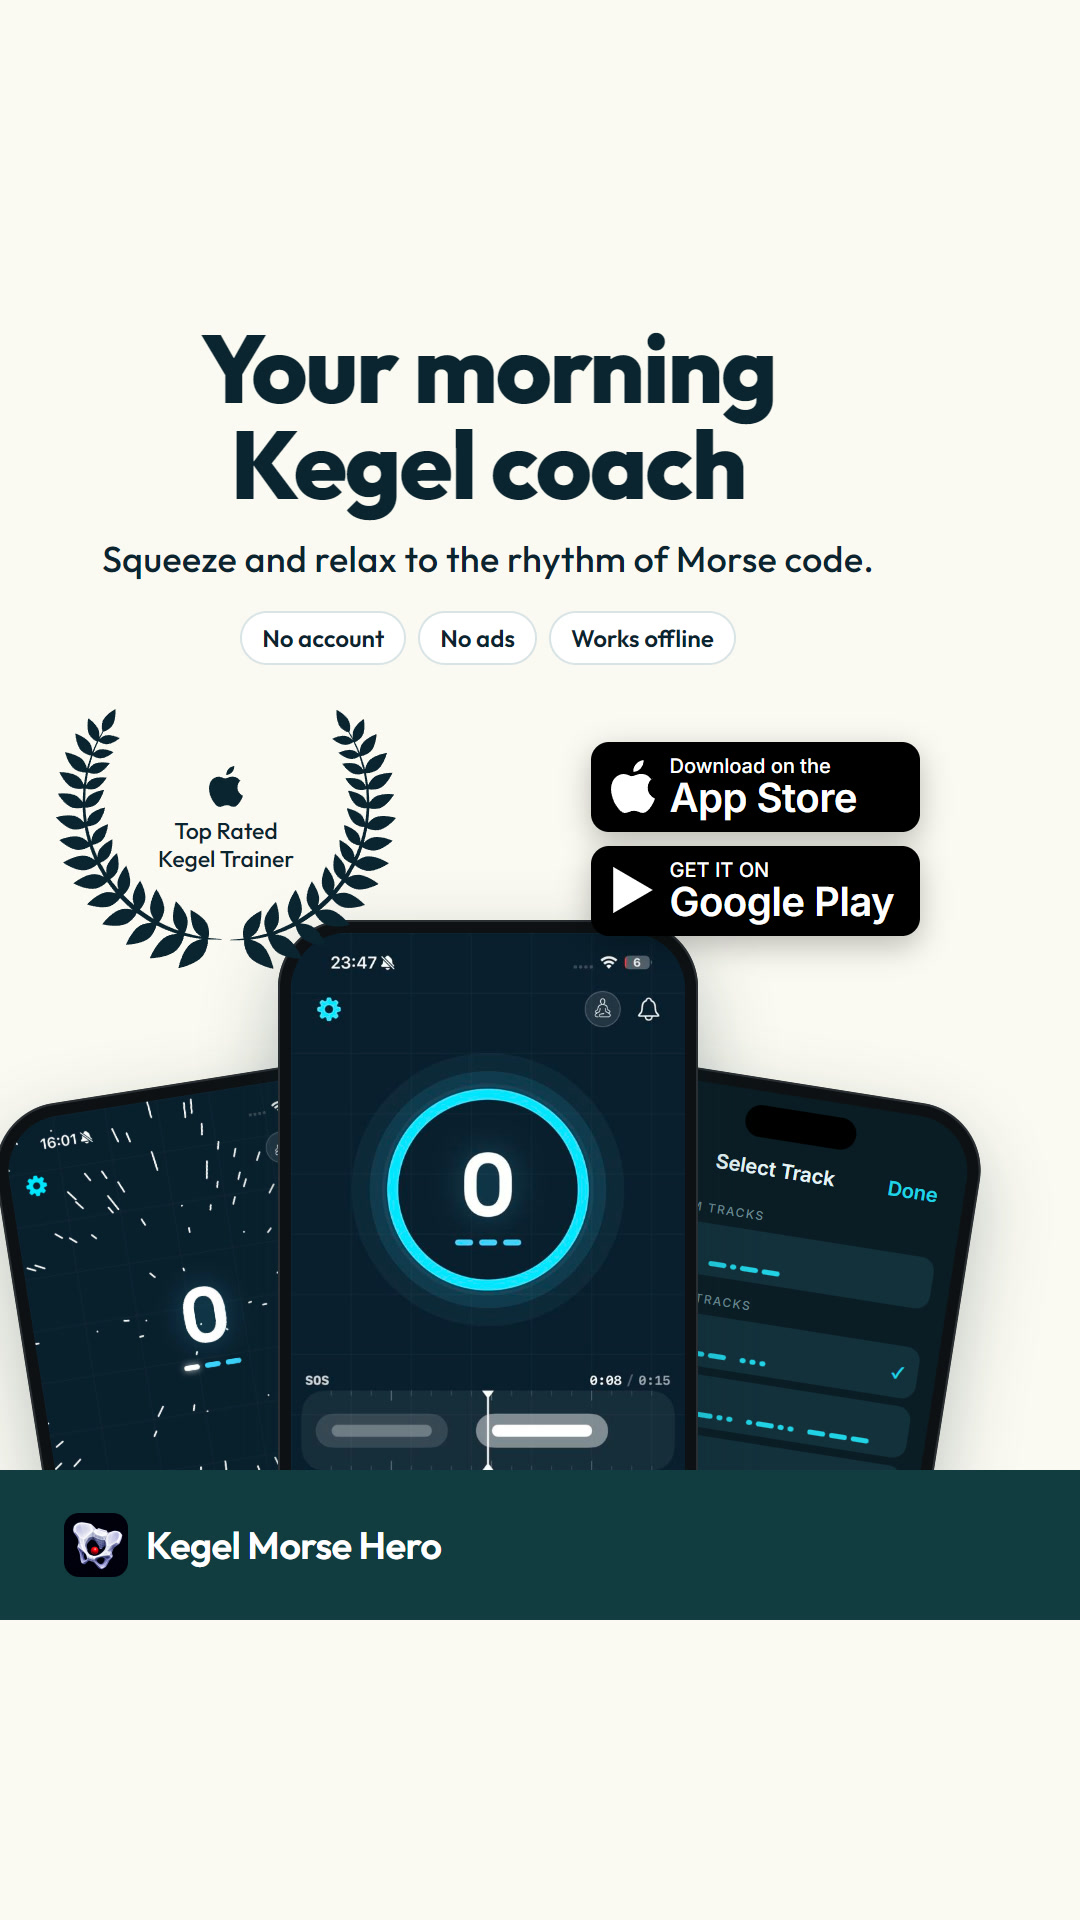 Your morning
Kegel coach
Squeeze and relax to the rhythm of Morse code.
No account
No ads
Works offline
Top Rated
Kegel Trainer
Download on the
App Store
GET IT ON
Google Play
23:47
6
0
SOS
0:08 / 0:15
16:01
0
Select Track
Done
TRACKS
TRACKS
Kegel Morse Hero